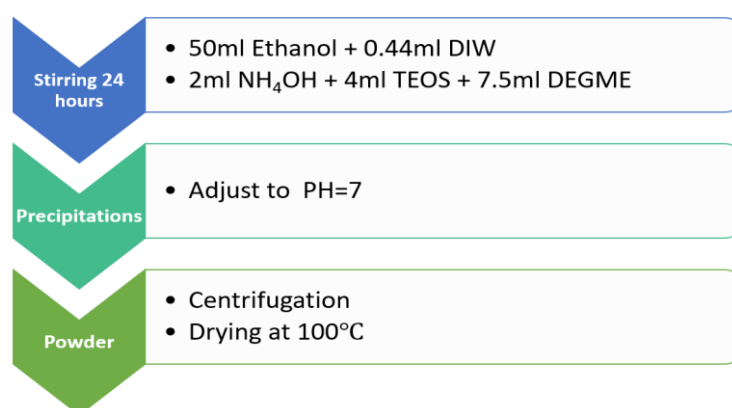 Stirring 24
hours
• 50ml Ethanol + 0.44ml DIW
• 2ml NH₄OH + 4ml TEOS + 7.5ml DEGME
Precipitations
• Adjust to PH=7
Powder
• Centrifugation
• Drying at 100℃